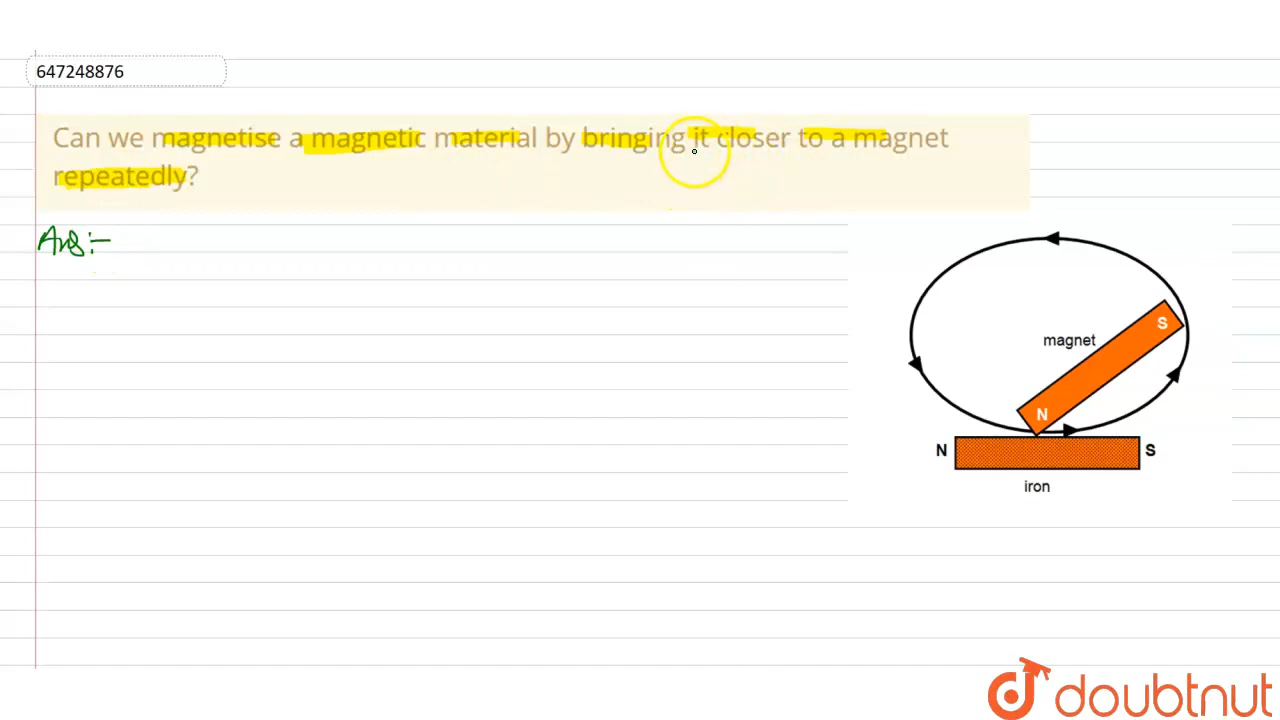 647248876
Can we magnetise a magnetic material by bringing it closer to a magnet
repeatedly?
Ans:-
magnet
S
N
N
S
iron
doubtnut